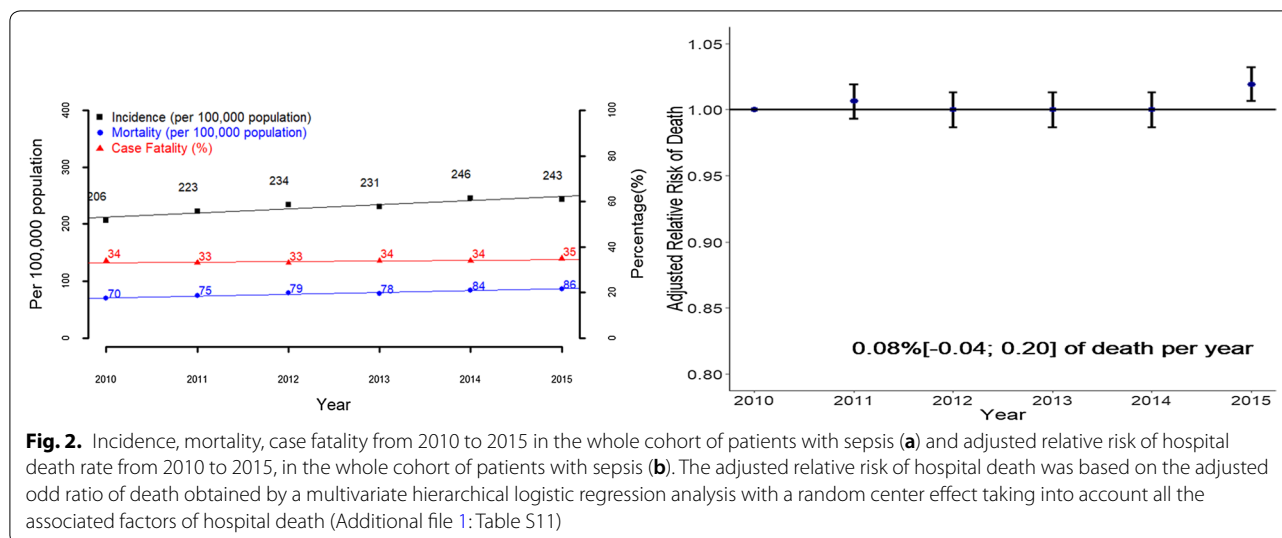 Incidence (per 100,000 population)
Mortality (per 100,000 population)
Case Fatality (%)
Per 100,000 population
0 100 200 300 400
206 223 234 231 246 243
34 33 33 34 34 35
70 75 79 78 84 86
Percentage(%)
0 20 40 60 80 100
2010 2011 2012 2013 2014 2015
Year
Adjusted Relative Risk of Death
1.05
1.00
0.95
0.90
0.85
0.80
0.08%[-0.04; 0.20] of death per year
2010 2011 2012 2013 2014 2015
Year
Fig. 2. Incidence, mortality, case fatality from 2010 to 2015 in the whole cohort of patients with sepsis (a) and adjusted relative risk of hospital
death rate from 2010 to 2015, in the whole cohort of patients with sepsis (b). The adjusted relative risk of hospital death was based on the adjusted
odd ratio of death obtained by a multivariate hierarchical logistic regression analysis with a random center effect taking into account all the
associated factors of hospital death (Additional file 1: Table S11)